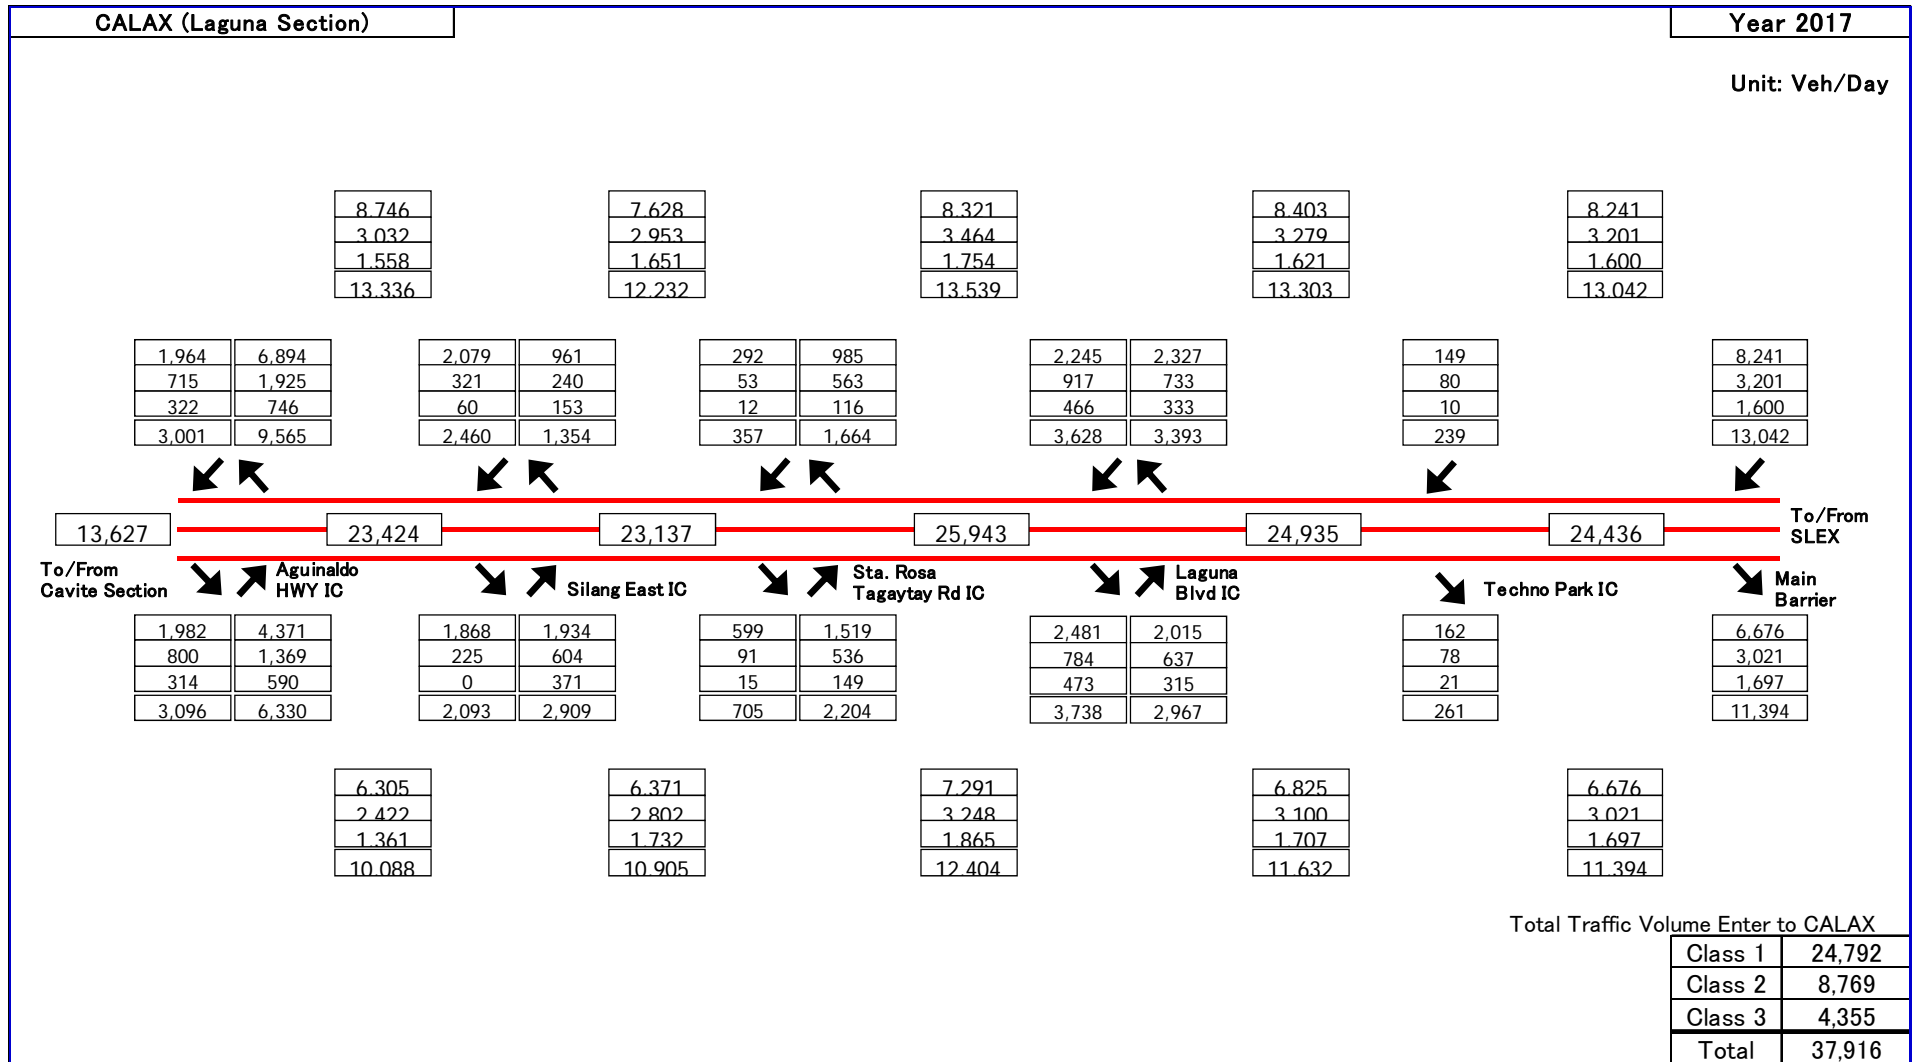 CALAX (Laguna Section)
Year 2017
Unit: Veh/Day
8,746 7,628 8,321 8,403 8,241
3,032 2,953 3,464 3,279 3,201
1,558 1,651 1,754 1,621 1,600
13,336 12,232 13,539 13,303 13,042
1,964 6,894 2,079 961 292 985 2,245 2,327 149 8,241
715 1,925 321 240 53 563 917 733 80 3,201
322 746 60 153 12 116 466 333 10 1,600
3,001 9,565 2,460 1,354 357 1,664 3,628 3,393 239 13,042
13,627 23,424 23,137 25,943 24,935 24,436
To/From
SLEX
To/From
Cavite Section
Aguinaldo
HWY IC
Silang East IC
Sta. Rosa
Tagaytay Rd IC
Laguna
Blvd IC
Techno Park IC
Main
Barrier
1,982 4,371 1,868 1,934 599 1,519 2,481 2,015 162 6,676
800 1,369 225 604 91 536 784 637 78 3,021
314 590 0 371 15 149 473 315 21 1,697
3,096 6,330 2,093 2,909 705 2,204 3,738 2,967 261 11,394
6,305 6,371 7,291 6,825 6,676
2,422 2,802 3,248 3,100 3,021
1,361 1,732 1,865 1,707 1,697
10,088 10,905 12,404 11,632 11,394
Total Traffic Volume Enter to CALAX
Class 1 24,792
Class 2 8,769
Class 3 4,355
Total 37,916